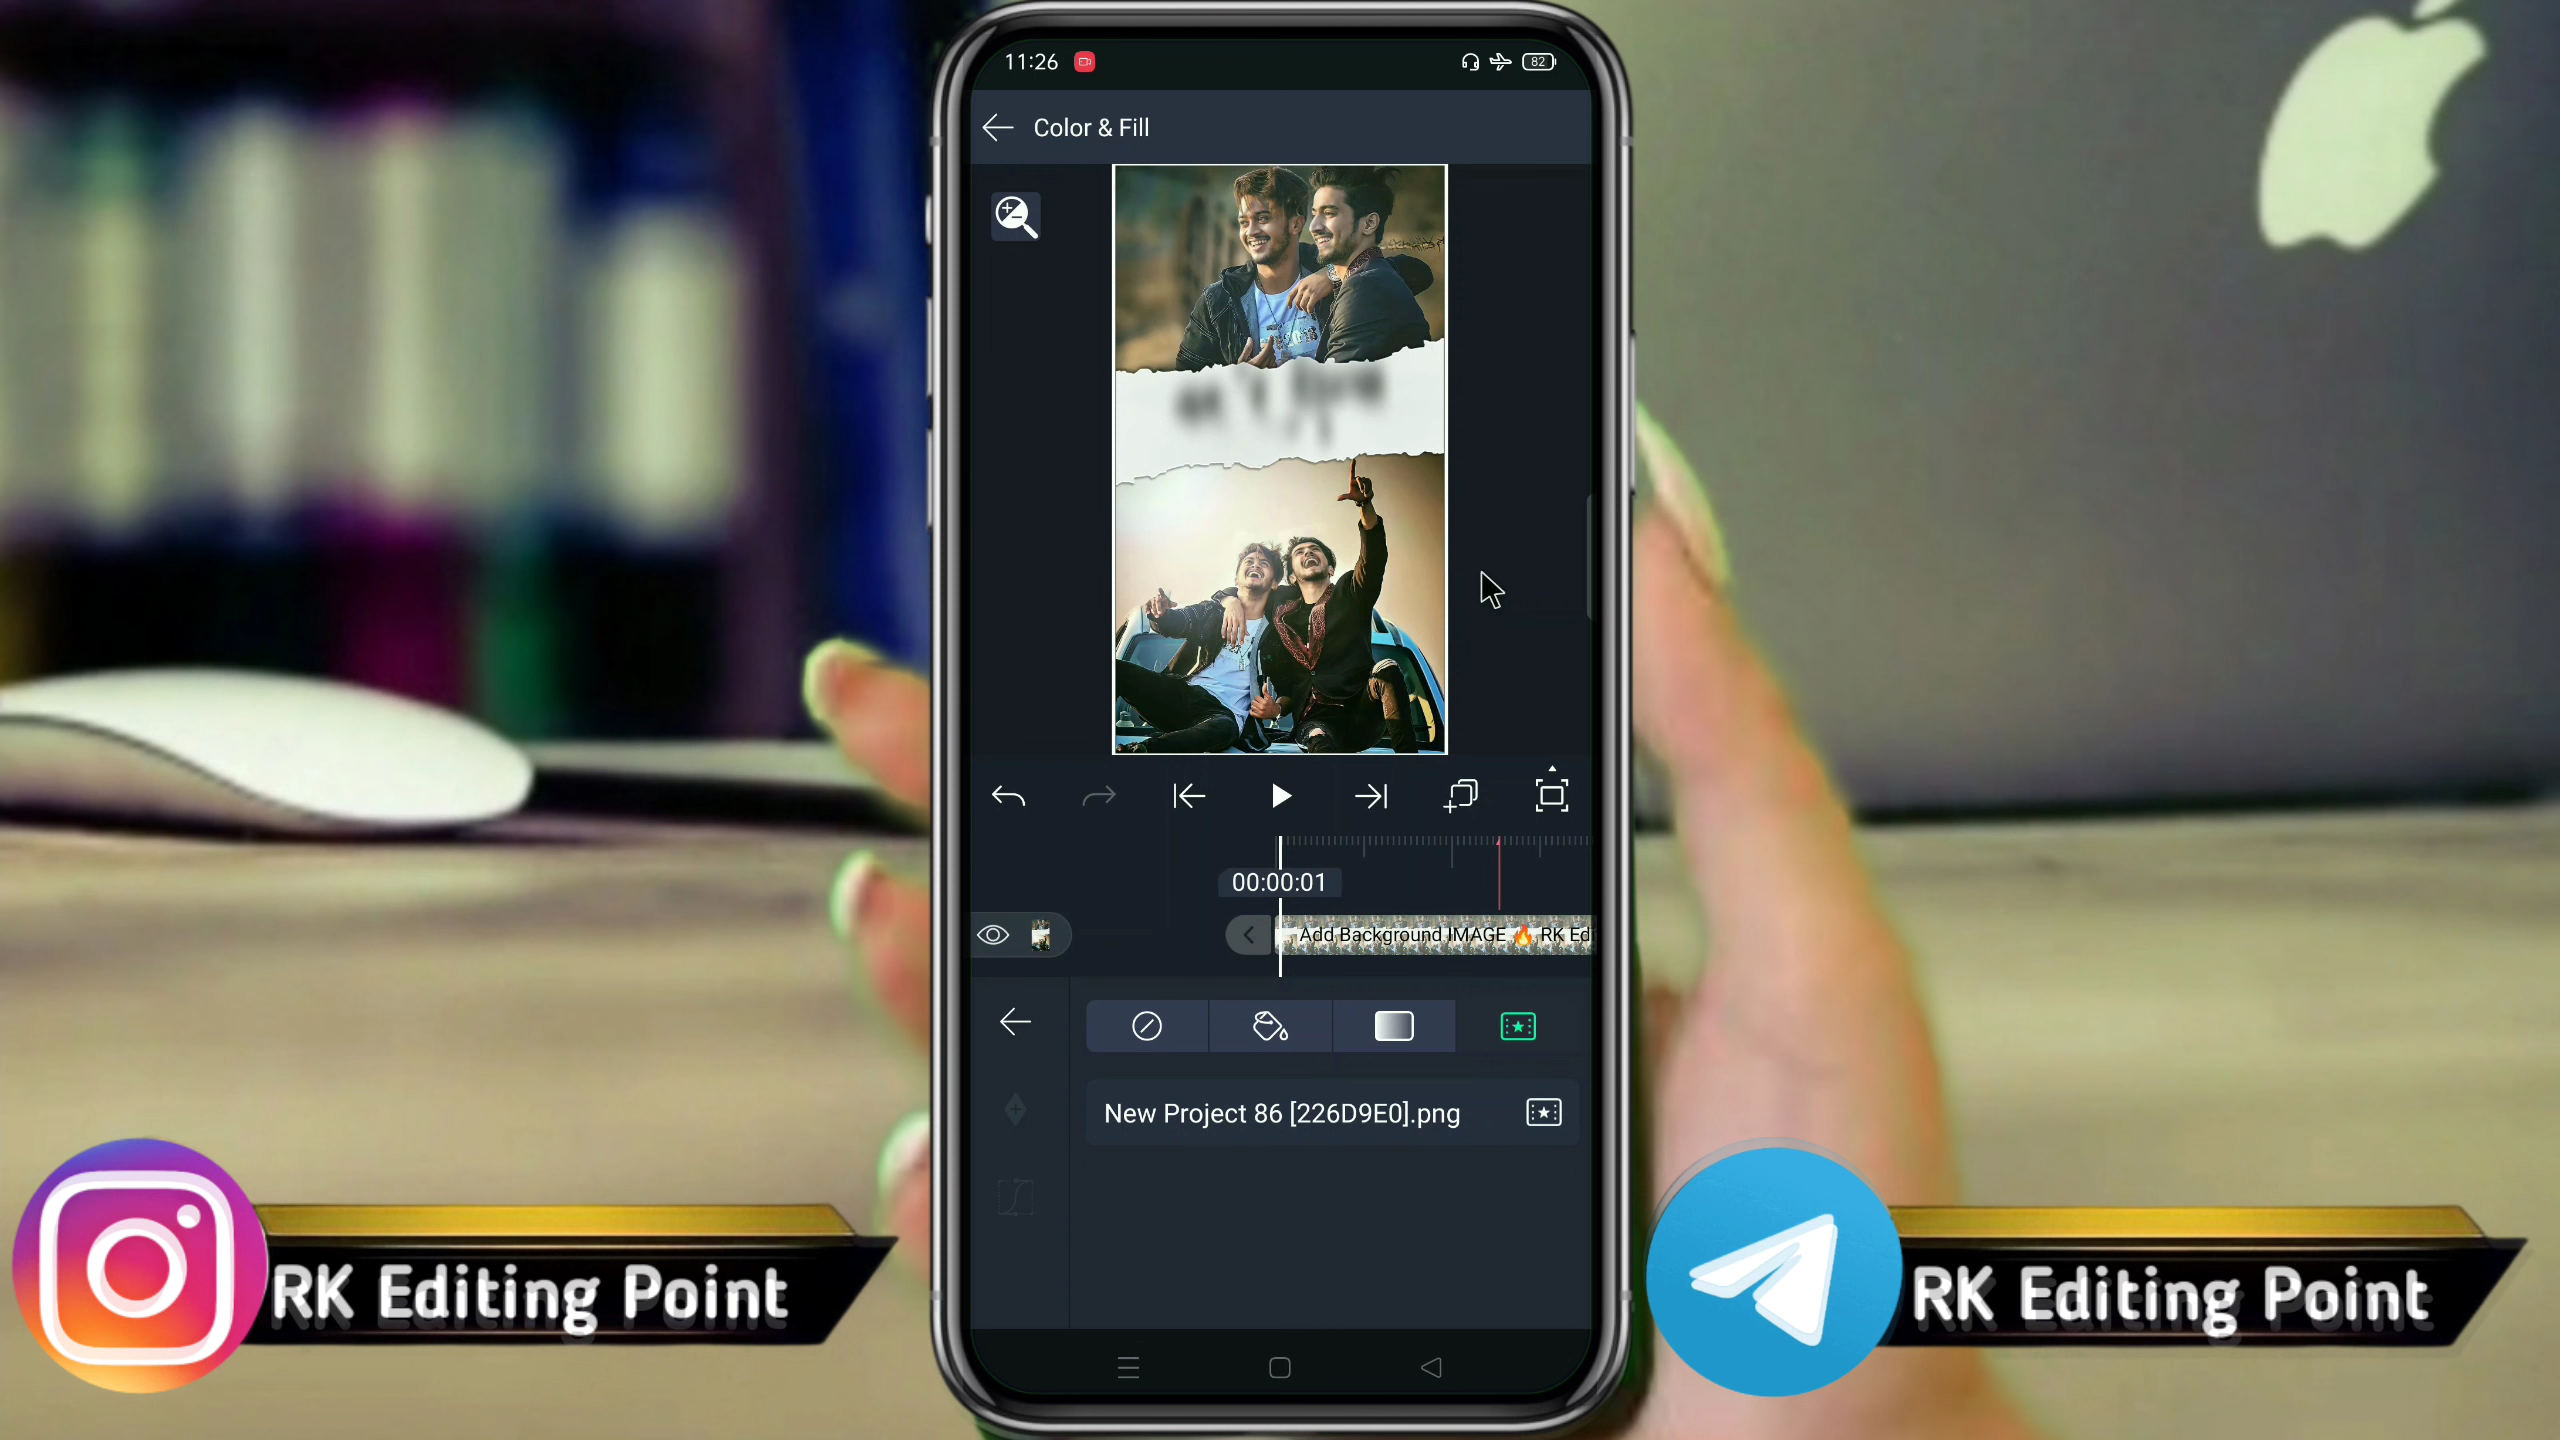 11:26
82
Color & Fill
00:00:01
Add Background IMAGE 🔥 RK Edi
New Project 86 [226D9E0].png
RK Editing Point
RK Editing Point